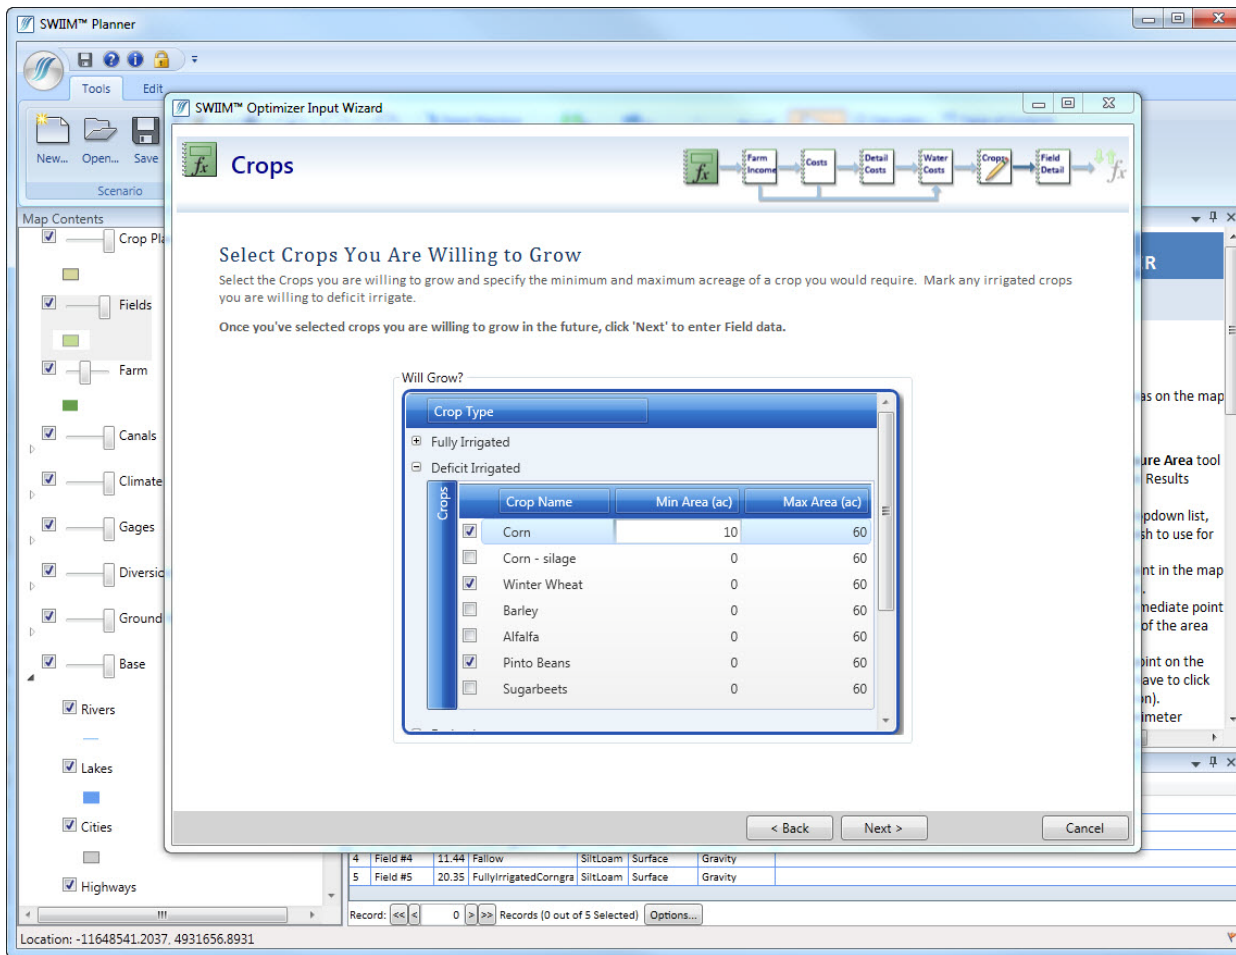 SWIIM™ Planner
Tools Edit
New... Open... Save
Scenario
Map Contents
Crop Pla
Fields
Farm
Canals
Climate
Gages
Diversio
Ground
Base
Rivers
Lakes
Cities
Highways
SWIIM™ Optimizer Input Wizard
fx Crops
fx Farm Income Costs Detail Costs Water Costs Crops Field Detail fx
Select Crops You Are Willing to Grow
Select the Crops you are willing to grow and specify the minimum and maximum acreage of a crop you would require. Mark any irrigated crops
you are willing to deficit irrigate.
Once you've selected crops you are willing to grow in the future, click 'Next' to enter Field data.
Will Grow?
Crop Type
Fully Irrigated
Deficit Irrigated
Crops
Crop Name Min Area (ac) Max Area (ac)
Corn 10 60
Corn - silage 0 60
Winter Wheat 0 60
Barley 0 60
Alfalfa 0 60
Pinto Beans 0 60
Sugarbeets 0 60
< Back Next > Cancel
R
as on the map
ure Area tool
Results
opdown list,
sh to use for
nt in the map
mediate point
of the area
oint on the
ave to click
on).
imeter
4 Field #4 11.44 Fallow SiltLoam Surface Gravity
5 Field #5 20.35 FullyIrrigatedCorngra SiltLoam Surface Gravity
Record: << < 0 > >> Records (0 out of 5 Selected) Options...
Location: -11648541.2037, 4931656.8931